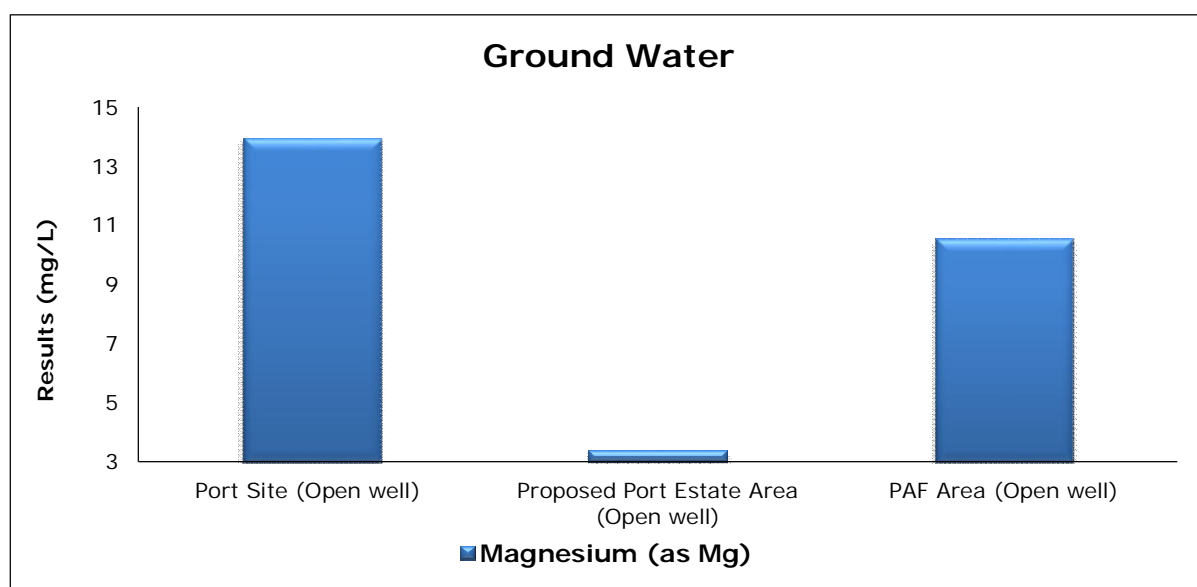 Ground Water
Results (mg/L)
15
13
11
9
7
5
3
Port Site (Open well)
Proposed Port Estate Area
(Open well)
PAF Area (Open well)
Magnesium (as Mg)